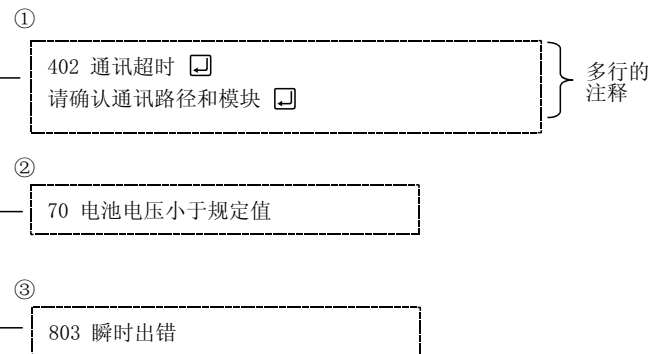 ①
402 通讯超时 ↵
请确认通讯路径和模块 ↵
多行的
注释
②
70 电池电压小于规定值
③
803 瞬时出错